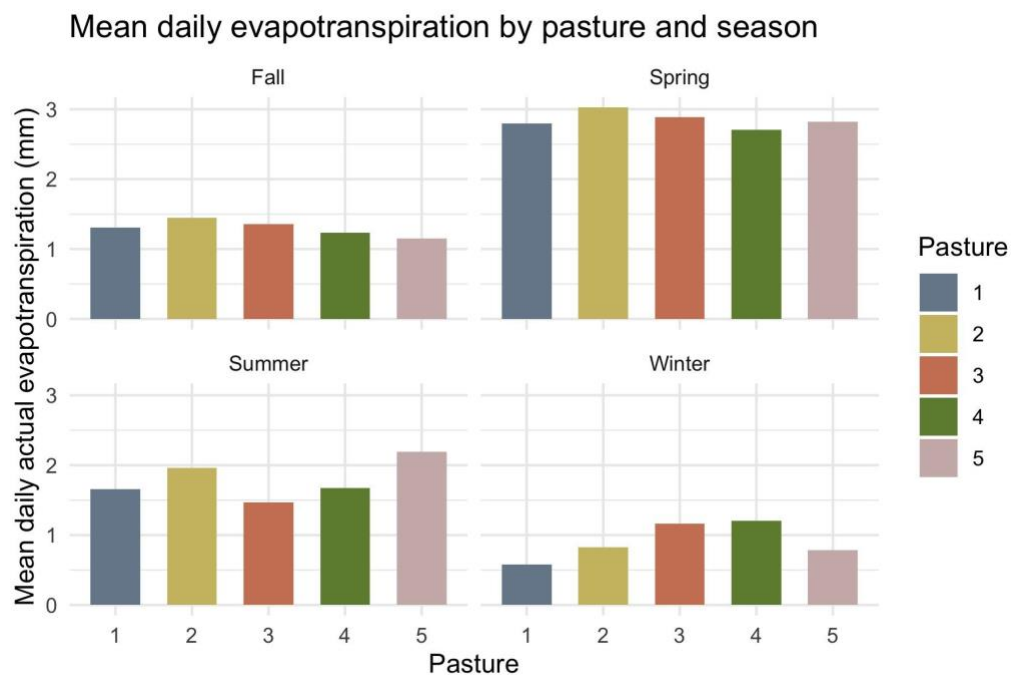 Mean daily evapotranspiration by pasture and season
Fall
Spring
3
2
1
0
Summer
Winter
3
2
1
0
1 2 3 4 5
1 2 3 4 5
Mean daily actual evapotranspiration (mm)
Pasture
Pasture
1
2
3
4
5